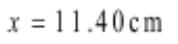 x = 11.40cm